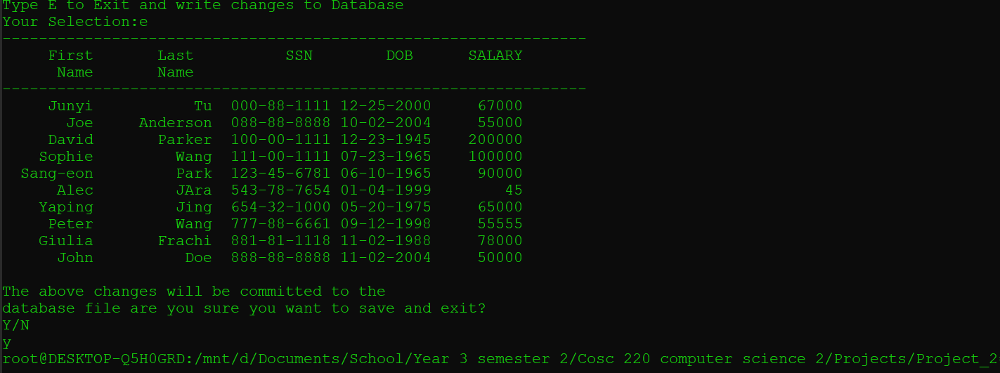 Type E to Exit and write changes to Database
Your Selection:e
----------------------------------------------------------------
First Last SSN DOB SALARY
Name Name
----------------------------------------------------------------
Junyi Tu 000-88-1111 12-25-2000 67000
Joe Anderson 088-88-8888 10-02-2004 55000
David Parker 100-00-1111 12-23-1945 200000
Sophie Wang 111-00-1111 07-23-1965 100000
Sang-eon Park 123-45-6781 06-10-1965 90000
Alec JAra 543-78-7654 01-04-1999 45
Yaping Jing 654-32-1000 05-20-1975 65000
Peter Wang 777-88-6661 09-12-1998 55555
Giulia Frachi 881-81-1118 11-02-1988 78000
John Doe 888-88-8888 11-02-2004 50000
The above changes will be committed to the
database file are you sure you want to save and exit?
Y/N
y
root@DESKTOP-Q5H0GRD:/mnt/d/Documents/School/Year 3 semester 2/Cosc 220 computer science 2/Projects/Project_2